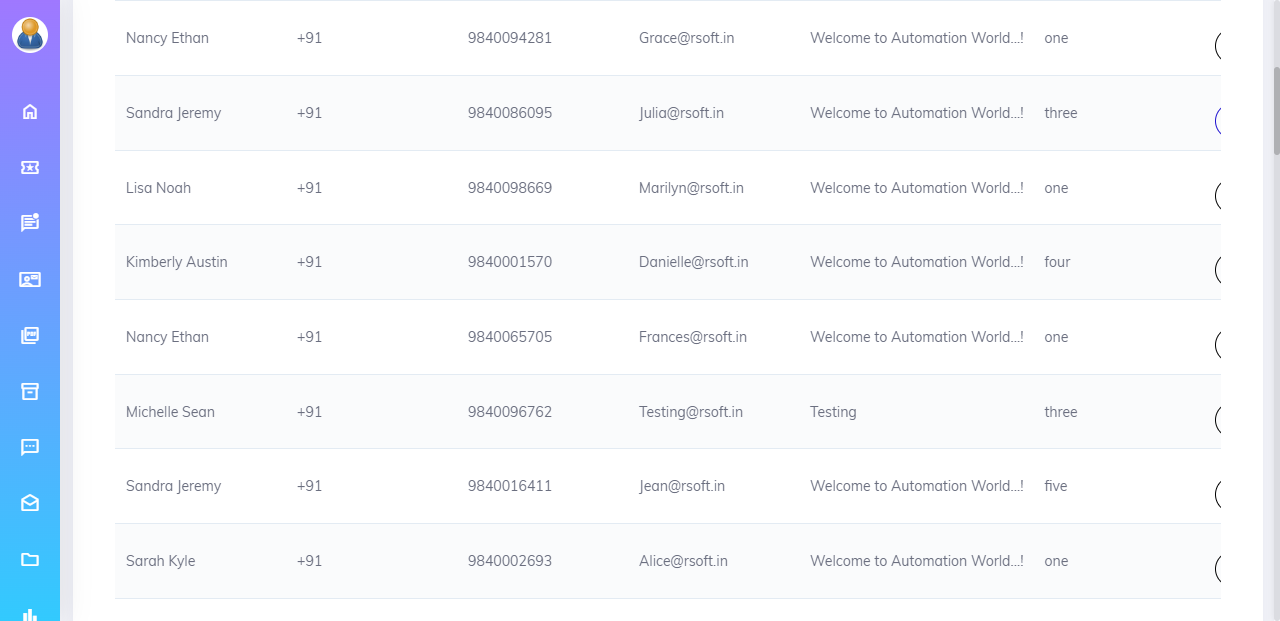 Nancy Ethan +91 9840094281 Grace@rsoft.in Welcome to Automation World...! one
Sandra Jeremy +91 9840086095 Julia@rsoft.in Welcome to Automation World...! three
Lisa Noah +91 9840098669 Marilyn@rsoft.in Welcome to Automation World...! one
Kimberly Austin +91 9840001570 Danielle@rsoft.in Welcome to Automation World...! four
Nancy Ethan +91 9840065705 Frances@rsoft.in Welcome to Automation World...! one
Michelle Sean +91 9840096762 Testing@rsoft.in Testing three
Sandra Jeremy +91 9840016411 Jean@rsoft.in Welcome to Automation World...! five
Sarah Kyle +91 9840002693 Alice@rsoft.in Welcome to Automation World...! one